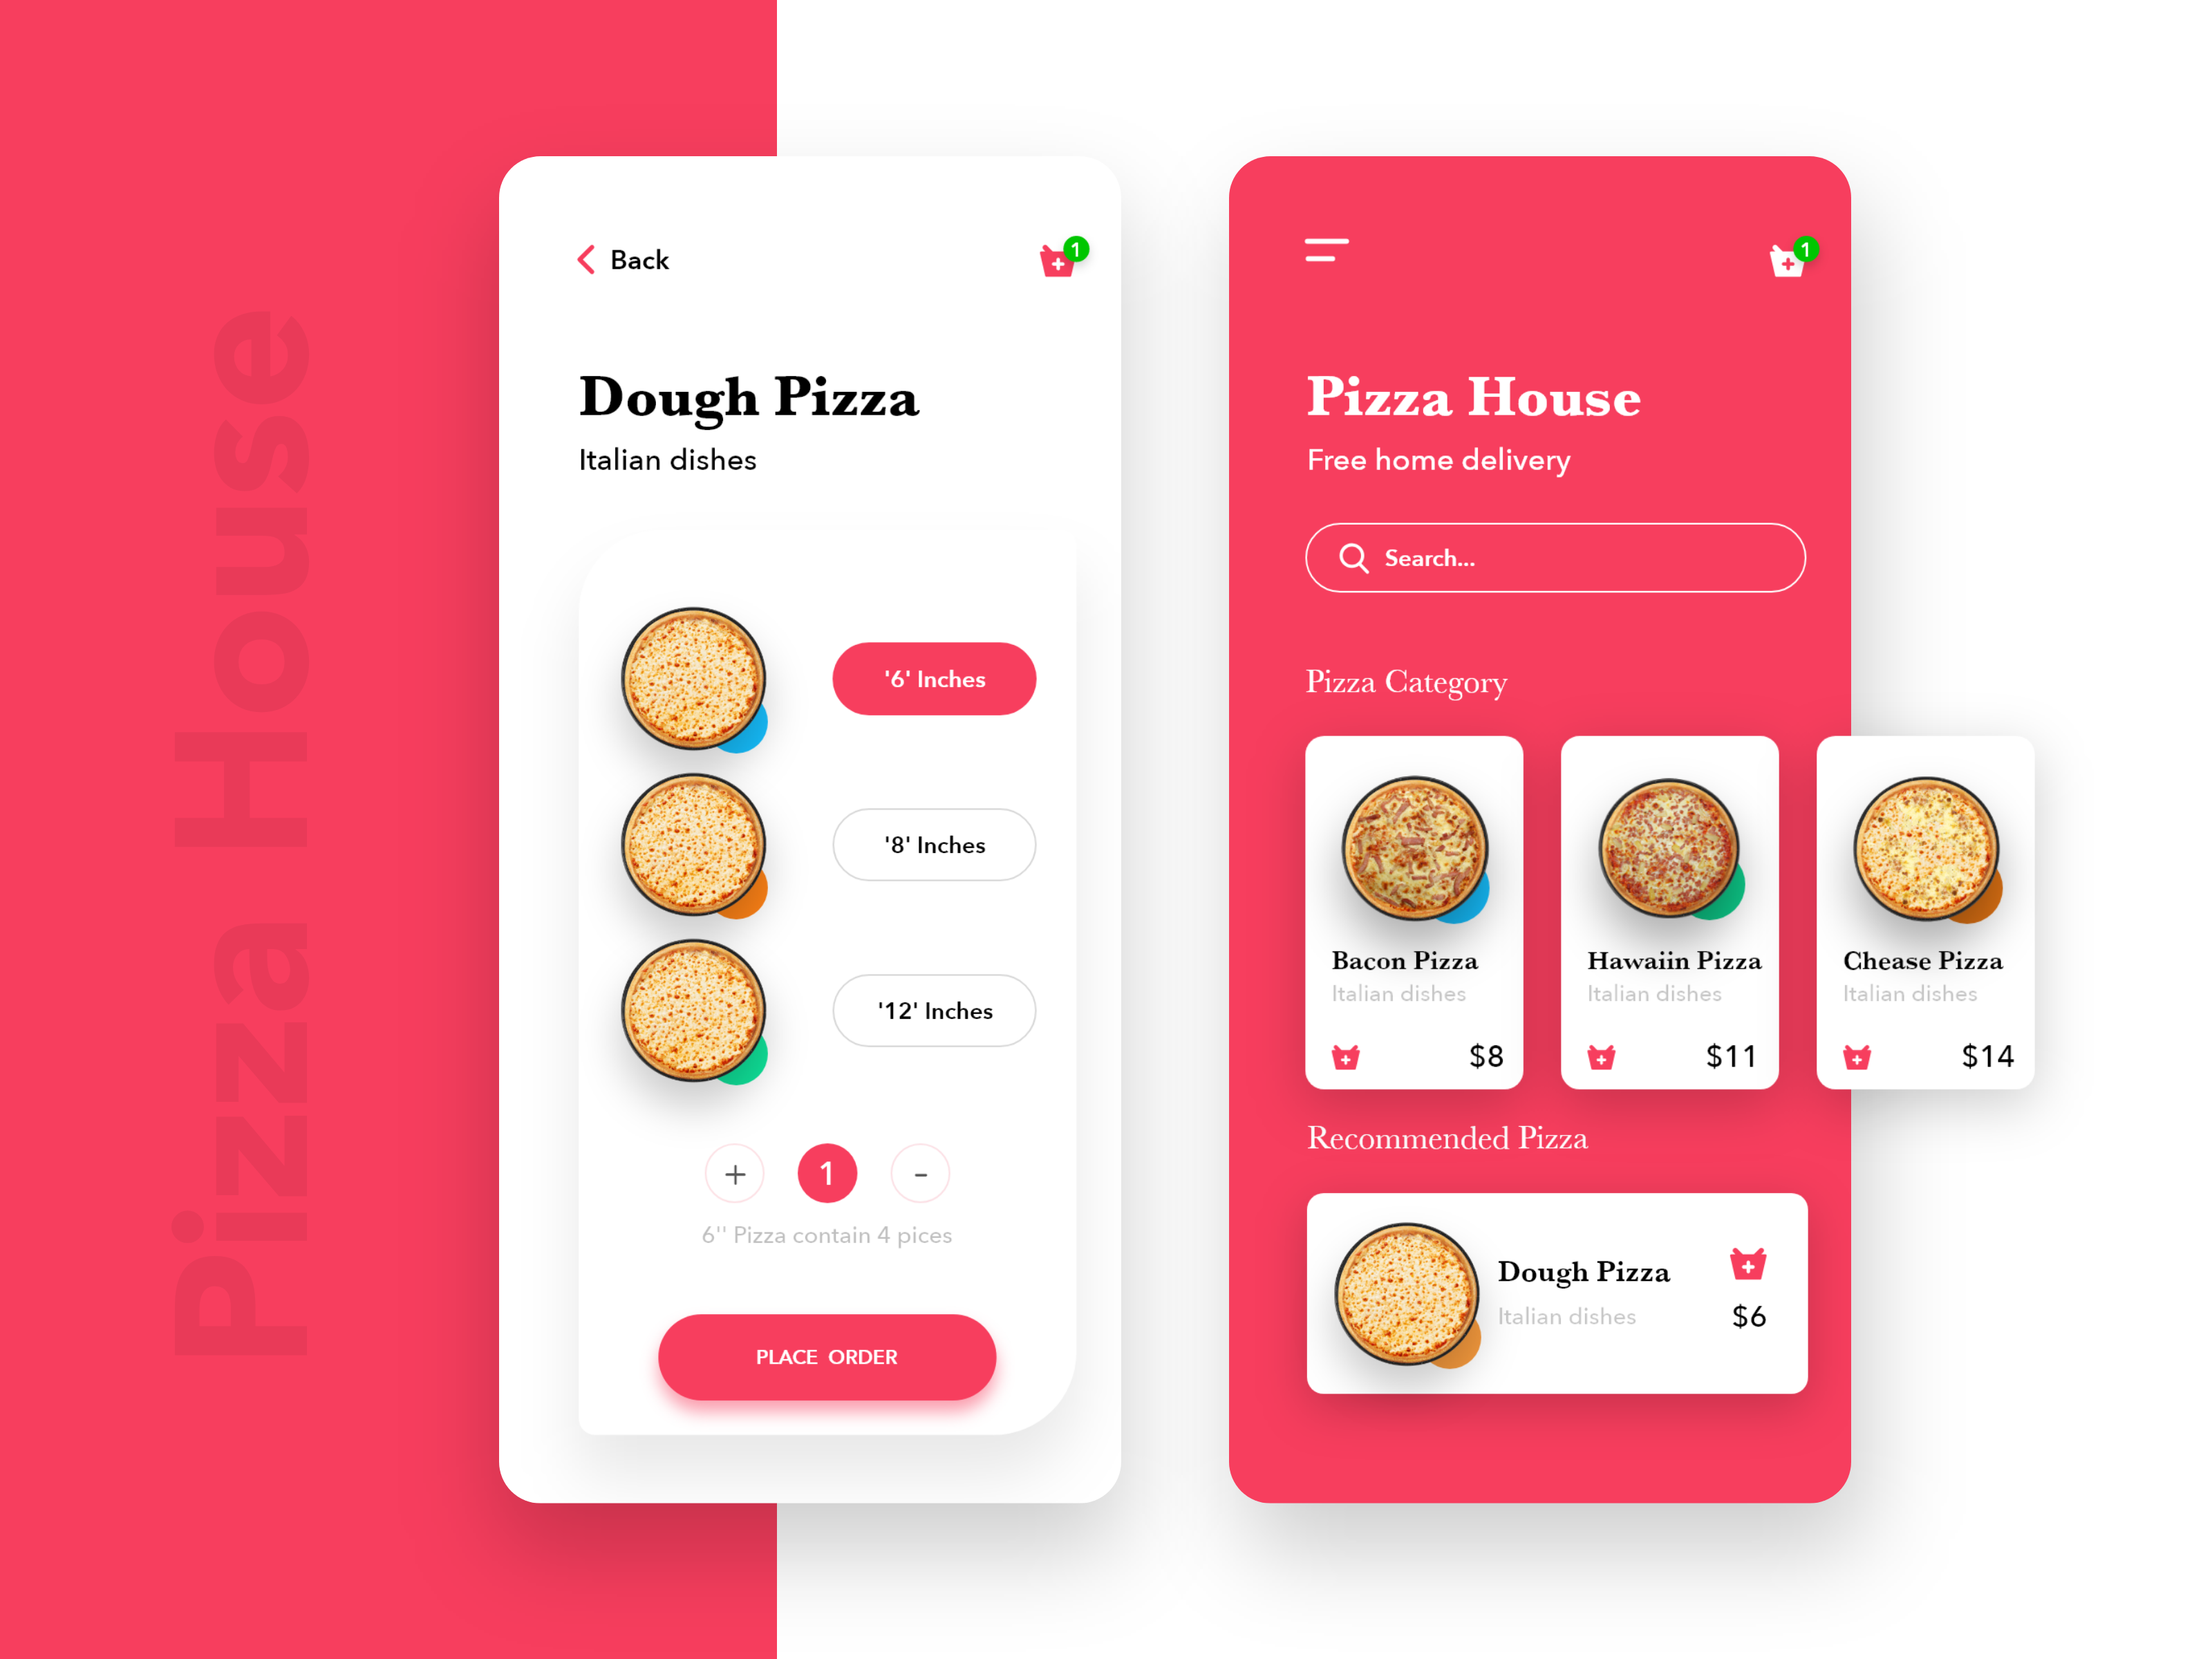 Pizza House
Back
1
Dough Pizza
Italian dishes
'6' Inches
'8' Inches
'12' Inches
+ 1 -
6'' Pizza contain 4 pices
PLACE ORDER
1
Pizza House
Free home delivery
Search...
Pizza Category
Bacon Pizza
Italian dishes
$8
Hawaiin Pizza
Italian dishes
$11
Chease Pizza
Italian dishes
$14
Recommended Pizza
Dough Pizza
Italian dishes
$6